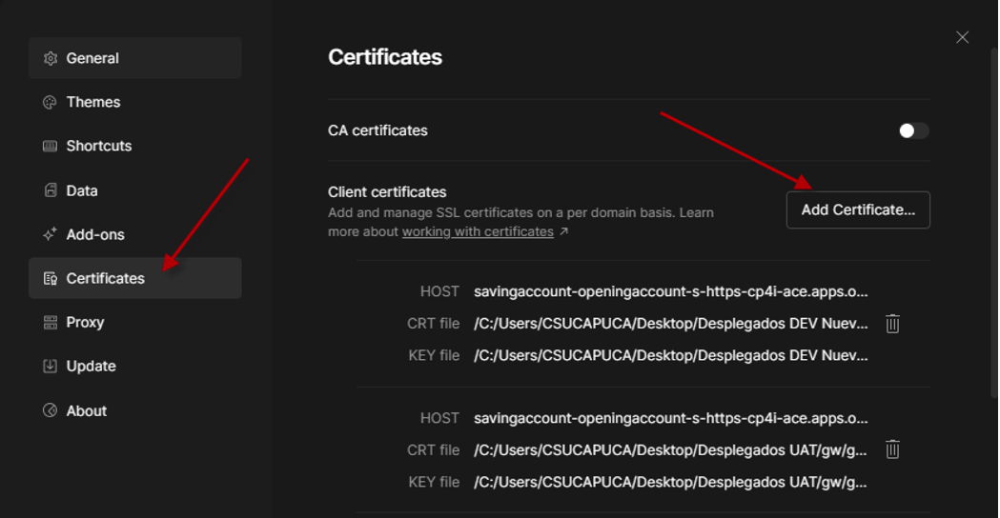 General
Themes
Shortcuts
Data
Add-ons
Certificates
Proxy
Update
About
Certificates
CA certificates
Client certificates
Add and manage SSL certificates on a per domain basis. Learn
more about working with certificates ↗
Add Certificate...
HOST savingaccount-openingaccount-s-https-cp4i-ace.apps.o...
CRT file /C:/Users/CSUCAPUCA/Desktop/Desplegados DEV Nuev...
KEY file /C:/Users/CSUCAPUCA/Desktop/Desplegados DEV Nuev...
HOST savingaccount-openingaccount-s-https-cp4i-ace.apps.o...
CRT file /C:/Users/CSUCAPUCA/Desktop/Desplegados UAT/gw/g...
KEY file /C:/Users/CSUCAPUCA/Desktop/Desplegados UAT/gw/g...